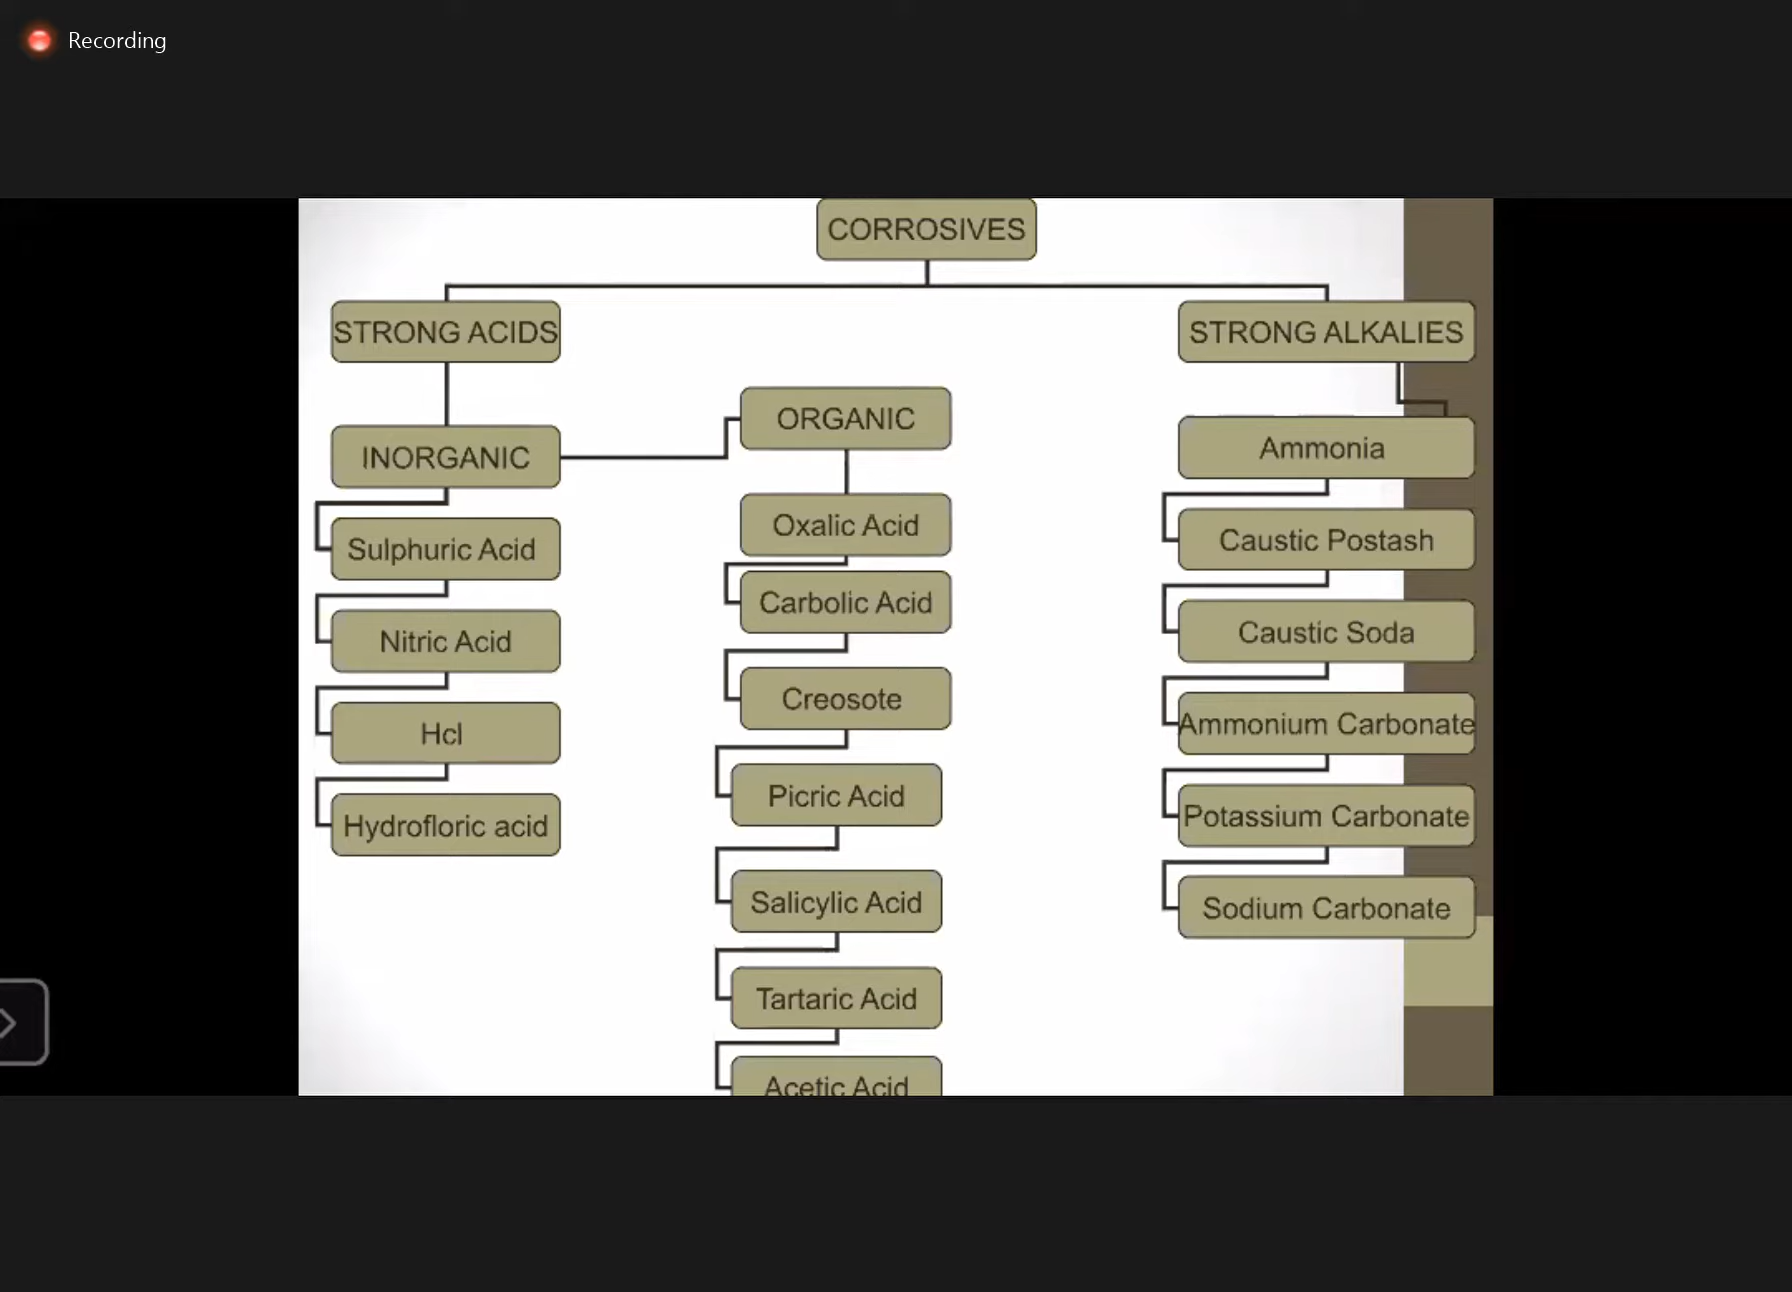 Recording
CORROSIVES
STRONG ACIDS
STRONG ALKALIES
INORGANIC
ORGANIC
Sulphuric Acid
Nitric Acid
Hcl
Hydrofloric acid
Oxalic Acid
Carbolic Acid
Creosote
Picric Acid
Salicylic Acid
Tartaric Acid
Acetic Acid
Ammonia
Caustic Postash
Caustic Soda
Ammonium Carbonate
Potassium Carbonate
Sodium Carbonate